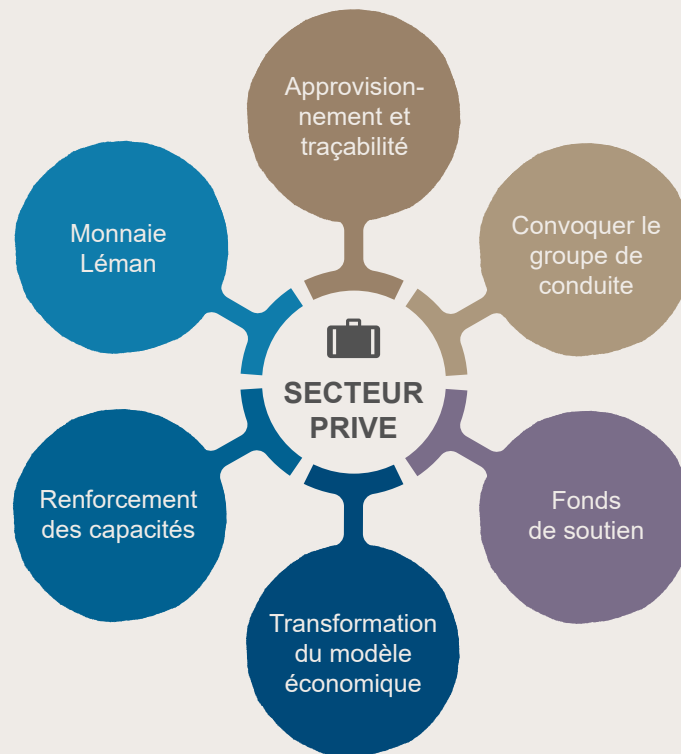 Approvision-
nement et
traçabilité
Convoquer le
groupe de
conduite
Fonds
de soutien
Transformation
du modèle
économique
Renforcement
des capacités
Monnaie
Léman
SECTEUR
PRIVE